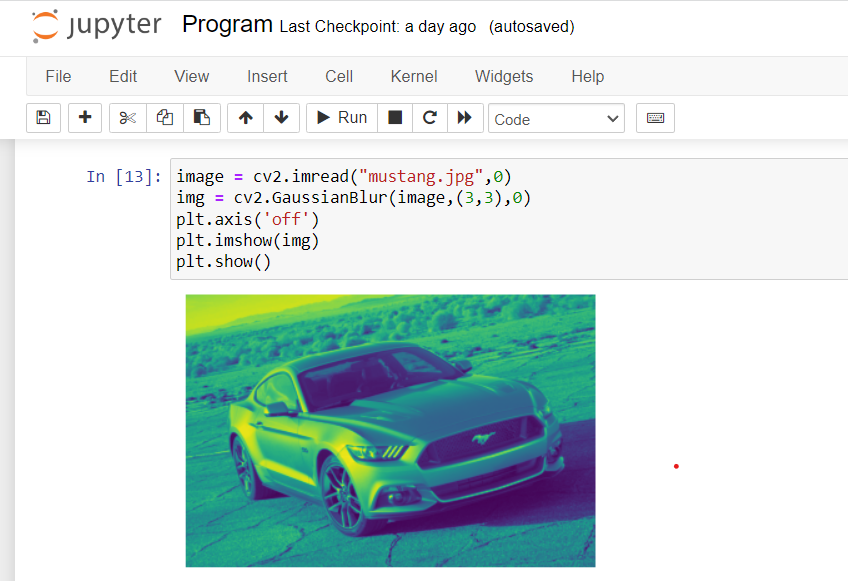 jupyter Program Last Checkpoint: a day ago (autosaved)
File Edit View Insert Cell Kernel Widgets Help
Run Code
In [13]: image = cv2.imread("mustang.jpg",0)
img = cv2.GaussianBlur(image,(3,3),0)
plt.axis('off')
plt.imshow(img)
plt.show()